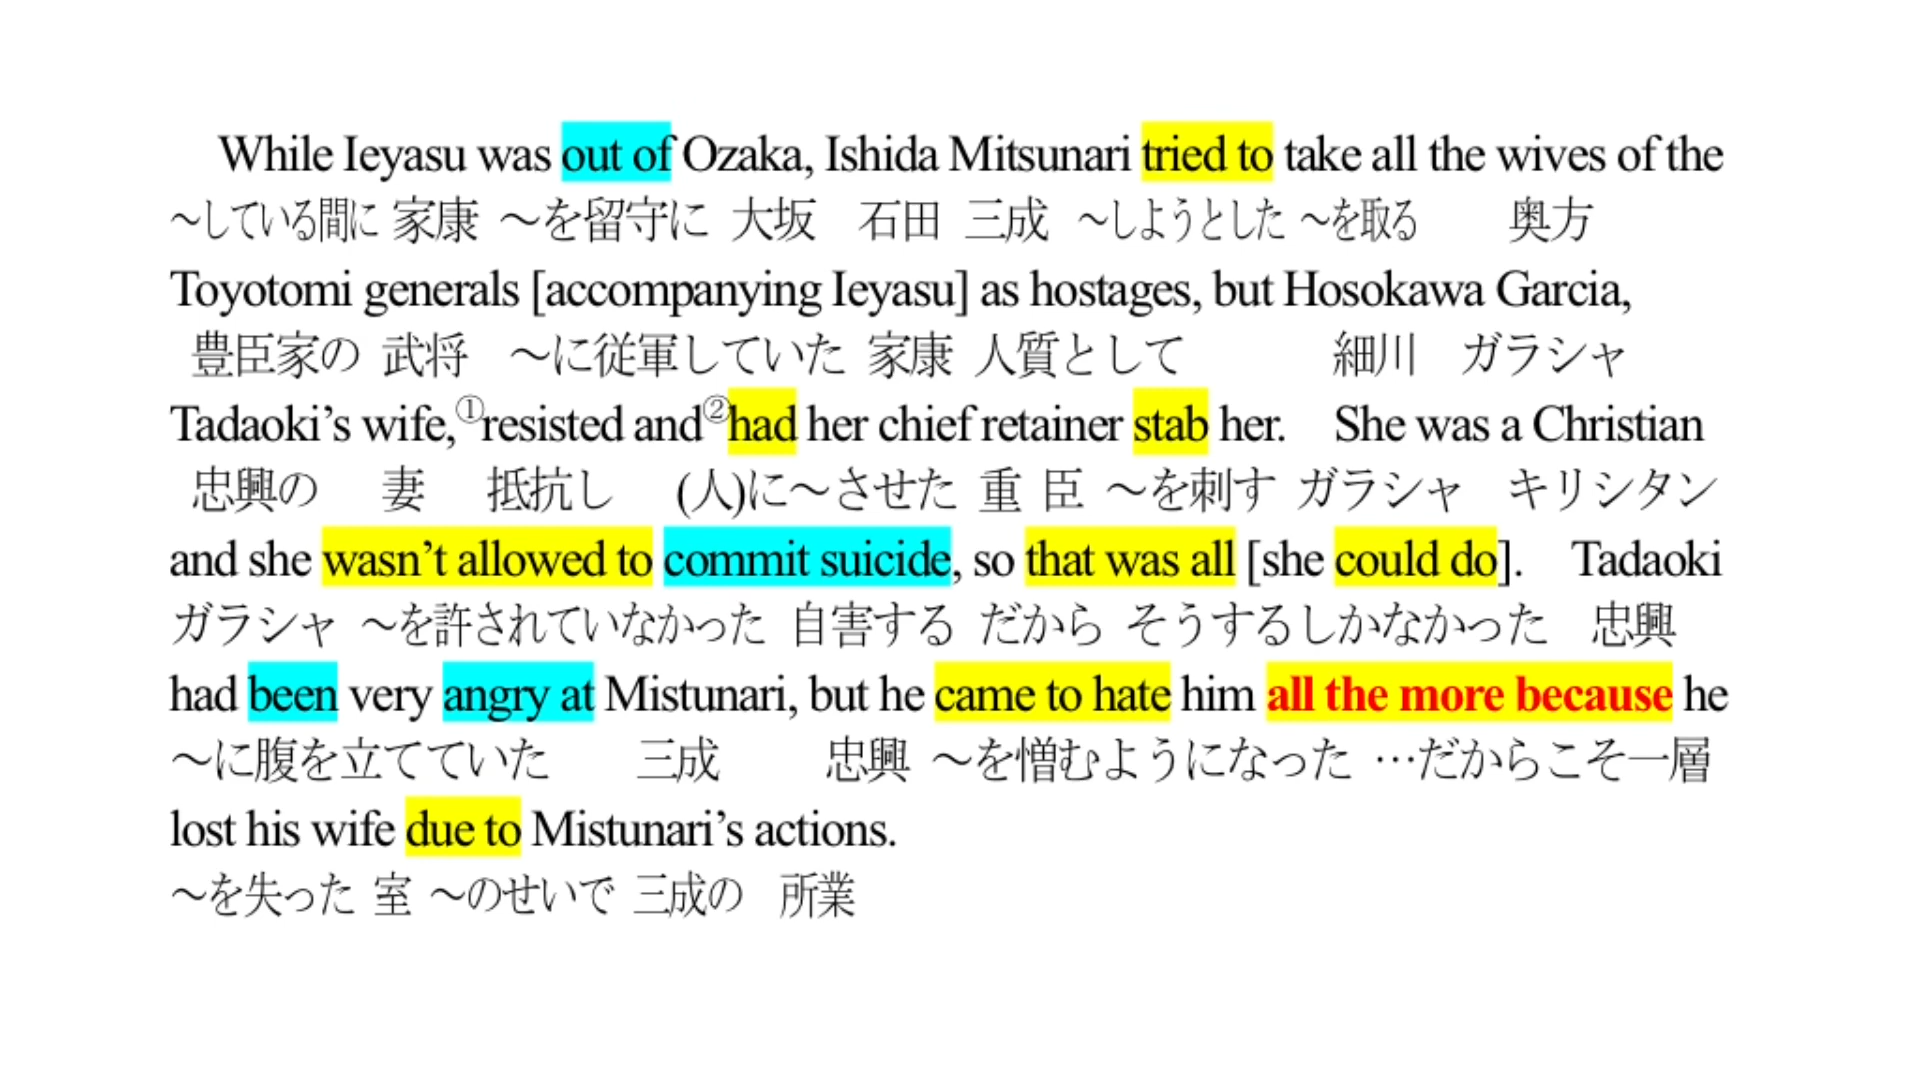 While Ieyasu was out of Ozaka, Ishida Mitsunari tried to take all the wives of the
～している間に 家康 ～を留守に 大坂 石田 三成 ～しようとした ～を取る 奥方
Toyotomi generals [accompanying Ieyasu] as hostages, but Hosokawa Garcia,
豊臣家の 武将 ～に従軍していた 家康 人質として 細川 ガラシャ
Tadaoki’s wife,①resisted and②had her chief retainer stab her. She was a Christian
忠興の 妻 抵抗し (人)に～させた 重 臣 ～を刺す ガラシャ キリシタン
and she wasn’t allowed to commit suicide, so that was all [she could do]. Tadaoki
ガラシャ ～を許されていなかった 自害する だから そうするしかなかった 忠興
had been very angry at Mistunari, but he came to hate him all the more because he
～に腹を立てていた 三成 忠興 ～を憎むようになった …だからこそ一層
lost his wife due to Mistunari’s actions.
～を失った 室 ～のせいで 三成の 所業